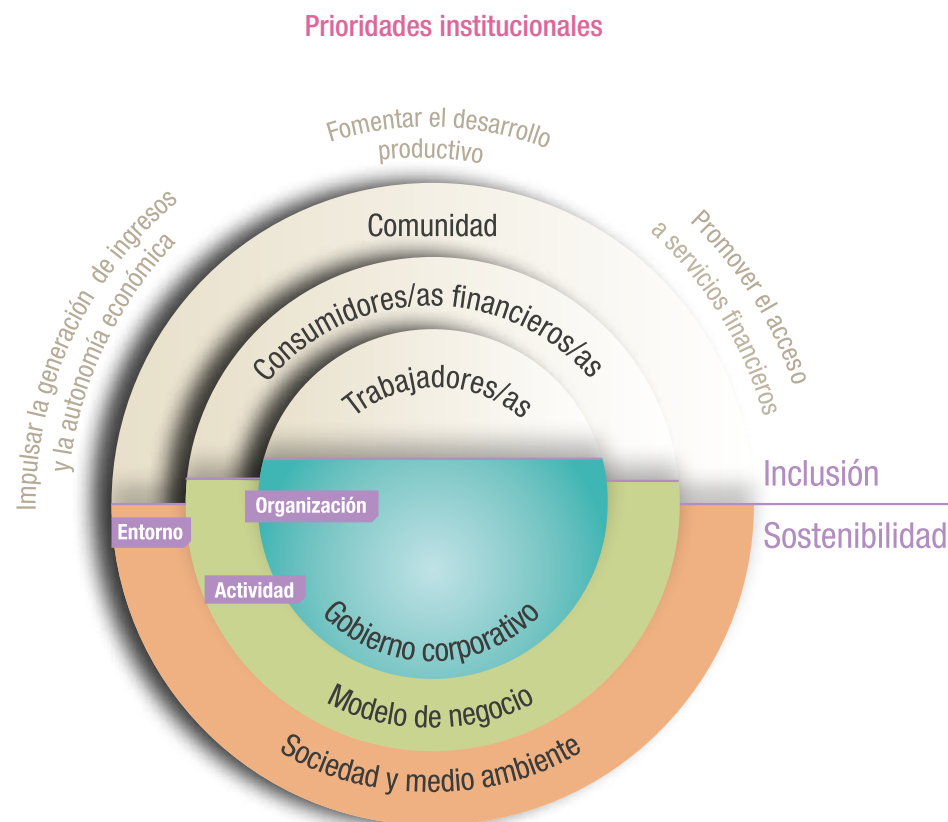 Prioridades institucionales
Fomentar el desarrollo
productivo
Impulsar la generación de ingresos
y la autonomía económica
Promover el acceso
a servicios financieros
Comunidad
Consumidores/as financieros/as
Trabajadores/as
Inclusión
Sostenibilidad
Organización
Entorno
Actividad
Gobierno corporativo
Modelo de negocio
Sociedad y medio ambiente